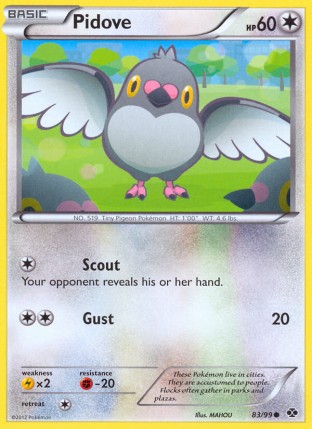 BASIC
Pidove HP60
NO. 519 Tiny Pigeon Pokémon HT: 1'00" WT: 4.6 lbs.
Scout
Your opponent reveals his or her hand.
Gust 20
weakness resistance
×2 -20
retreat
These Pokémon live in cities.
They are accustomed to people.
Flocks often gather in parks and
plazas.
©2012 Pokémon Illus. MAHOU 83/99